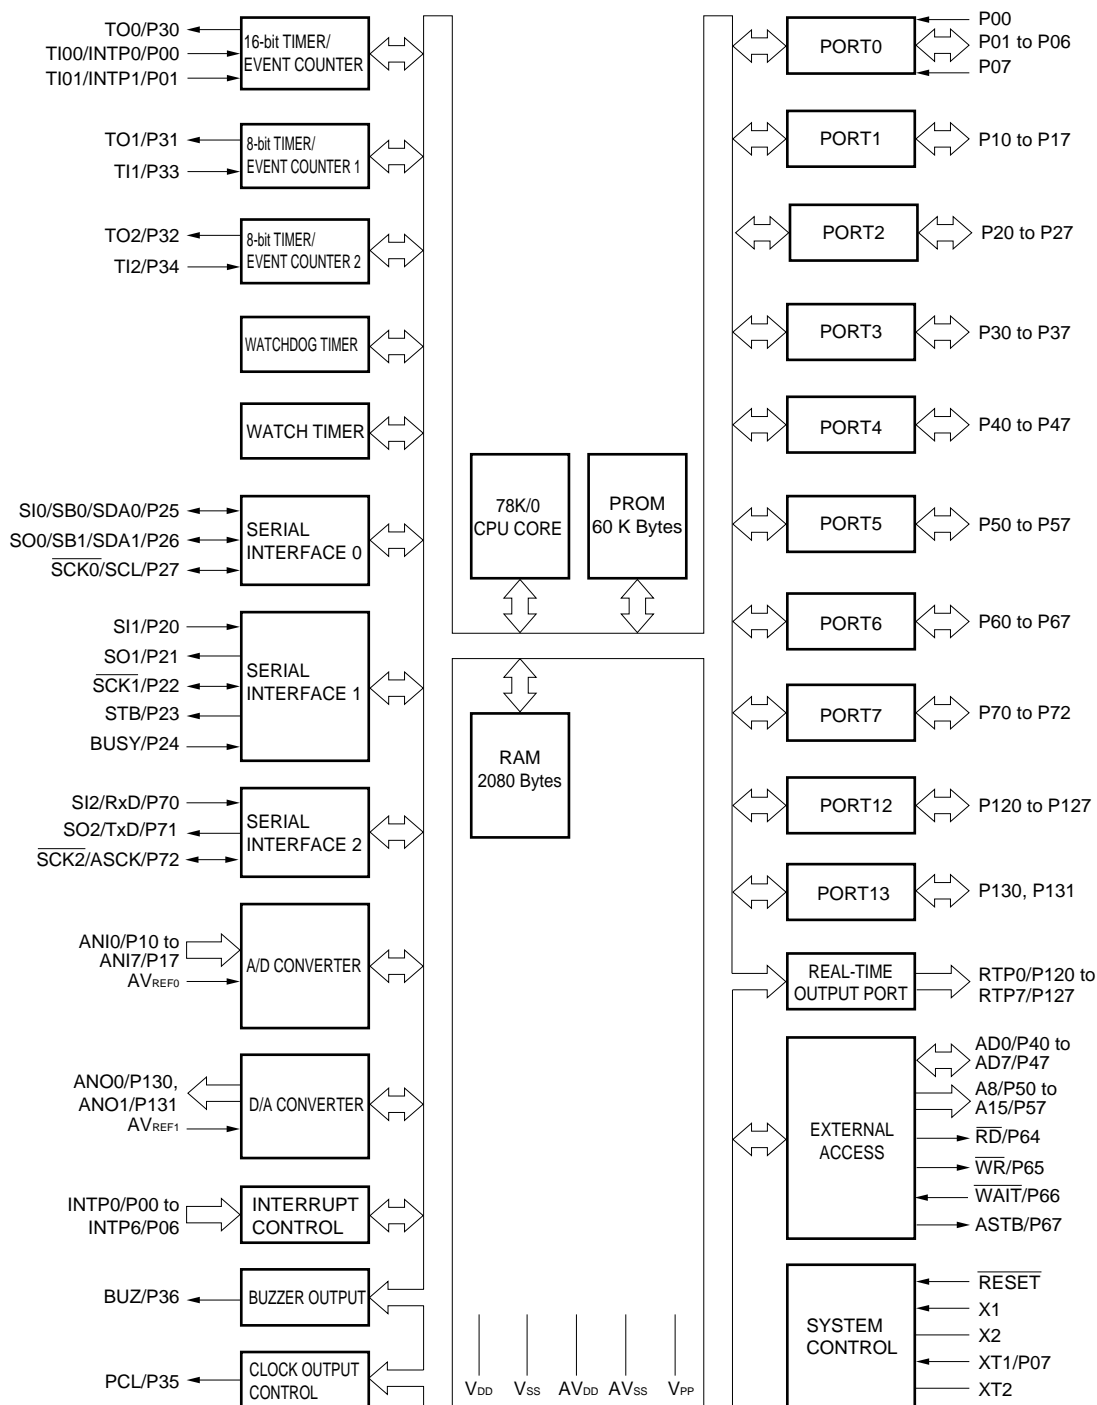 TO0/P30
TI00/INTP0/P00
TI01/INTP1/P01
16-bit TIMER/
EVENT COUNTER
TO1/P31
TI1/P33
8-bit TIMER/
EVENT COUNTER 1
TO2/P32
TI2/P34
8-bit TIMER/
EVENT COUNTER 2
WATCHDOG TIMER
WATCH TIMER
SI0/SB0/SDA0/P25
SO0/SB1/SDA1/P26
SCK0/SCL/P27
SERIAL
INTERFACE 0
SI1/P20
SO1/P21
SCK1/P22
STB/P23
BUSY/P24
SERIAL
INTERFACE 1
SI2/RxD/P70
SO2/TxD/P71
SCK2/ASCK/P72
SERIAL
INTERFACE 2
ANI0/P10 to
ANI7/P17
AVREF0
A/D CONVERTER
ANO0/P130,
ANO1/P131
AVREF1
D/A CONVERTER
INTP0/P00 to
INTP6/P06
INTERRUPT
CONTROL
BUZ/P36
BUZZER OUTPUT
PCL/P35
CLOCK OUTPUT
CONTROL
78K/0
CPU CORE
PROM
60 K Bytes
RAM
2080 Bytes
VDD
VSS
AVDD
AVSS
VPP
PORT0
P00
P01 to P06
P07
PORT1
P10 to P17
PORT2
P20 to P27
PORT3
P30 to P37
PORT4
P40 to P47
PORT5
P50 to P57
PORT6
P60 to P67
PORT7
P70 to P72
PORT12
P120 to P127
PORT13
P130, P131
REAL-TIME
OUTPUT PORT
RTP0/P120 to
RTP7/P127
EXTERNAL
ACCESS
AD0/P40 to
AD7/P47
A8/P50 to
A15/P57
RD/P64
WR/P65
WAIT/P66
ASTB/P67
SYSTEM
CONTROL
RESET
X1
X2
XT1/P07
XT2